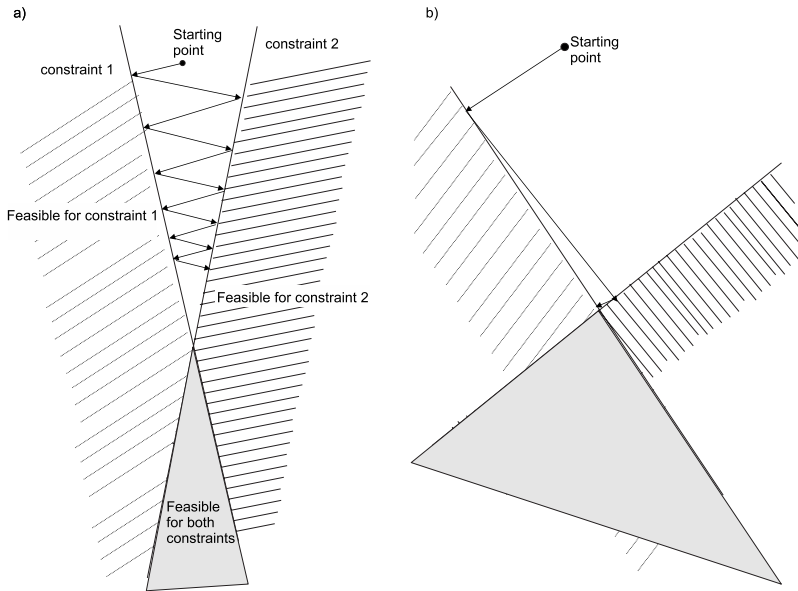 a)
Starting
point
constraint 1
constraint 2
Feasible for constraint 1
Feasible for constraint 2
Feasible
for both
constraints
b)
Starting
point